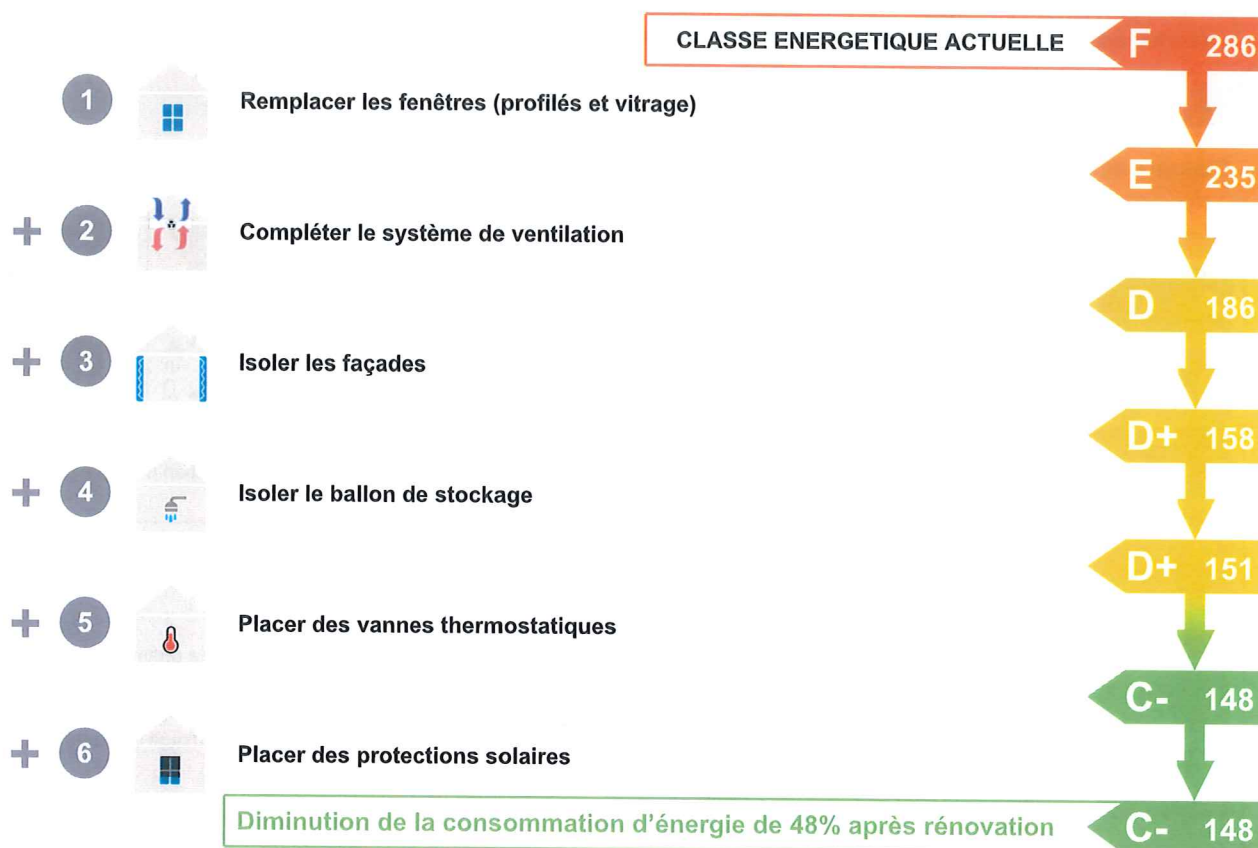 CLASSE ENERGETIQUE ACTUELLE F 286
1 Remplacer les fenêtres (profilés et vitrage)
E 235
+ 2 Compléter le système de ventilation
D 186
+ 3 Isoler les façades
D+ 158
+ 4 Isoler le ballon de stockage
D+ 151
+ 5 Placer des vannes thermostatiques
C- 148
+ 6 Placer des protections solaires
Diminution de la consommation d'énergie de 48% après rénovation C- 148